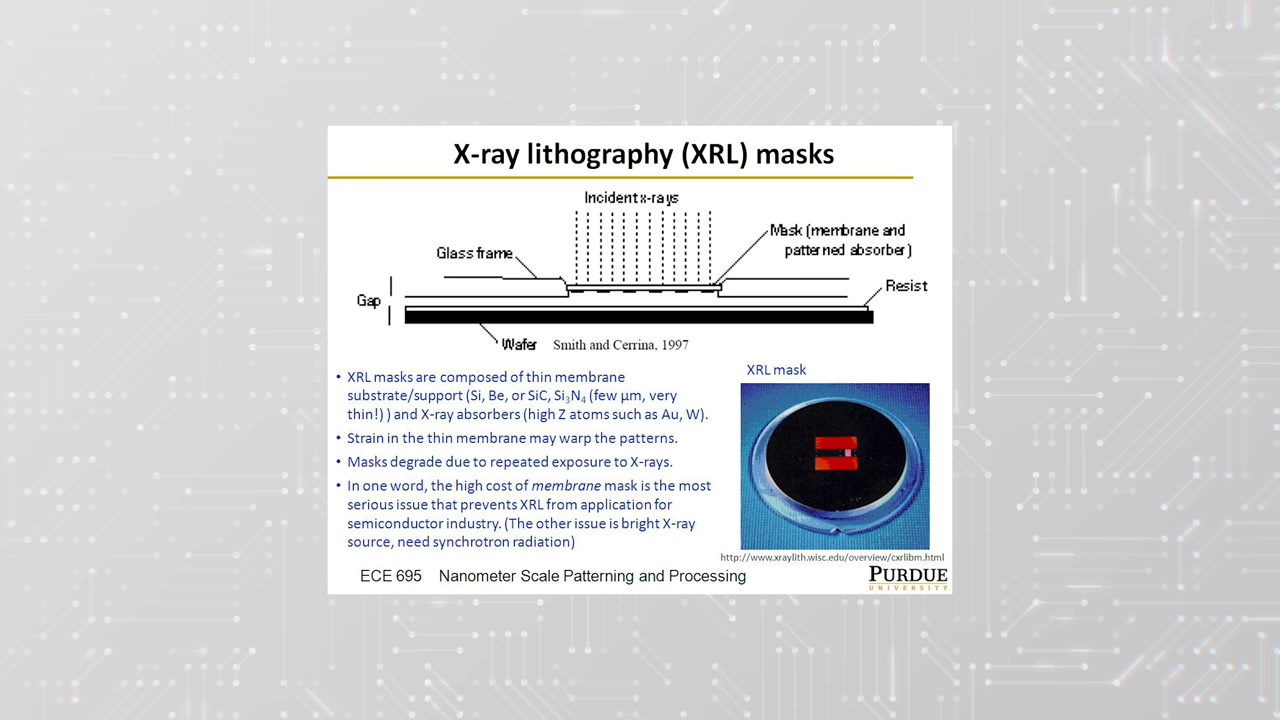 X-ray lithography (XRL) masks
Incident x-rays
Mask (membrane and
patterned absorber)
Glass frame
Resist
Gap
Wafer
Smith and Cerrina, 1997
• XRL masks are composed of thin membrane
substrate/support (Si, Be, or SiC, Si₃N₄ (few μm, very
thin!) ) and X-ray absorbers (high Z atoms such as Au, W).
• Strain in the thin membrane may warp the patterns.
• Masks degrade due to repeated exposure to X-rays.
• In one word, the high cost of membrane mask is the most
serious issue that prevents XRL from application for
semiconductor industry. (The other issue is bright X-ray
source, need synchrotron radiation)
XRL mask
http://www.xraylith.wisc.edu/overview/cxrlibm.html
ECE 695 Nanometer Scale Patterning and Processing
PURDUE
UNIVERSITY